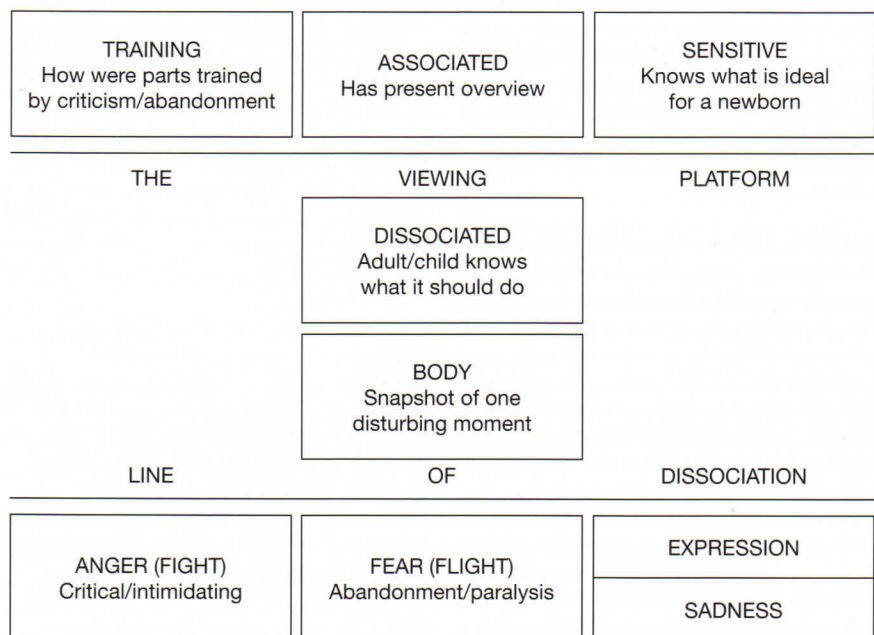 TRAINING
How were parts trained
by criticism/abandonment
ASSOCIATED
Has present overview
SENSITIVE
Knows what is ideal
for a newborn
THE VIEWING PLATFORM
DISSOCIATED
Adult/child knows
what it should do
BODY
Snapshot of one
disturbing moment
LINE OF DISSOCIATION
ANGER (FIGHT)
Critical/intimidating
FEAR (FLIGHT)
Abandonment/paralysis
EXPRESSION
SADNESS